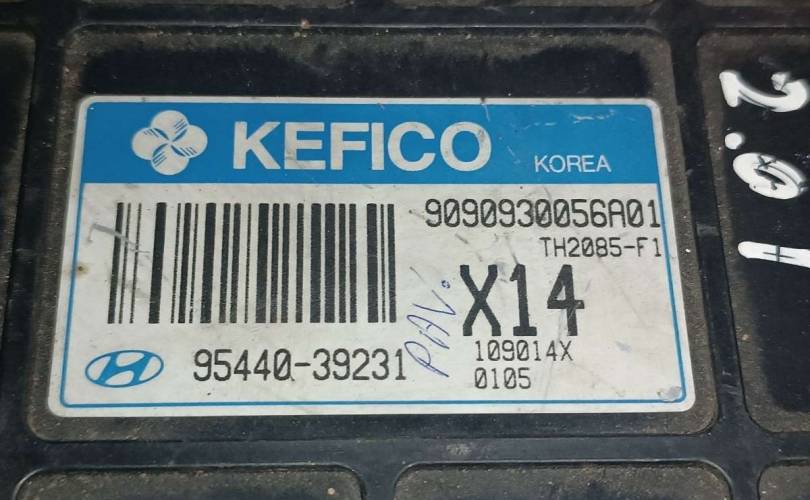 KEFICO KOREA
9090930056A01
TH2085-F1
X14
95440-39231
109014X
0105